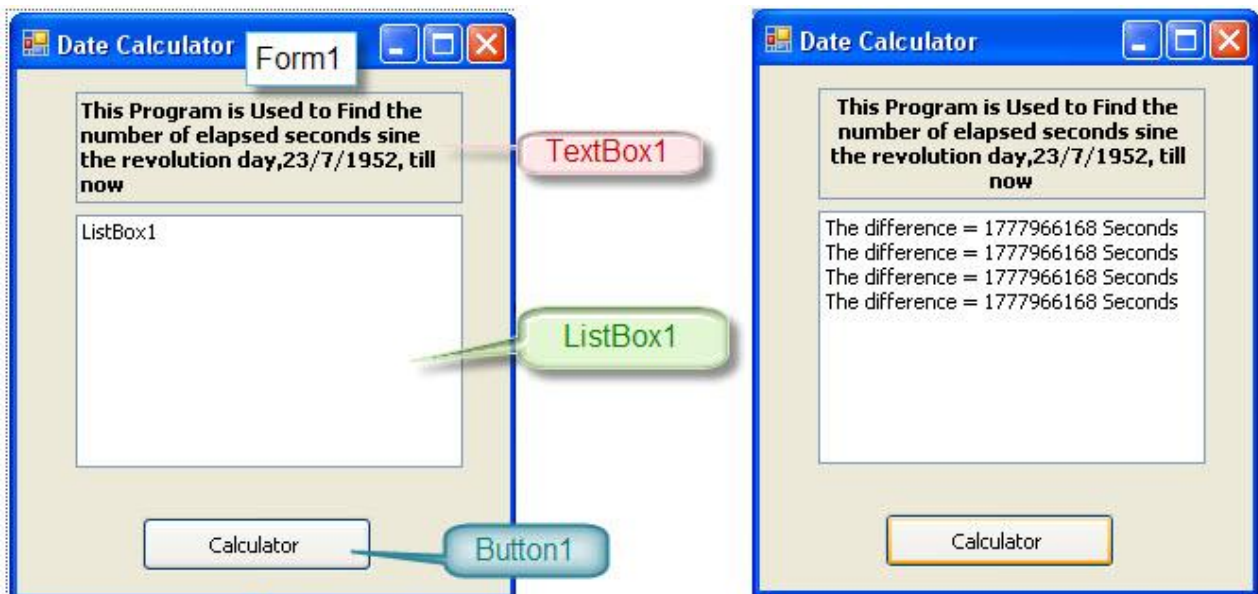 Date Calculator
Form1
This Program is Used to Find the
number of elapsed seconds sine
the revolution day,23/7/1952, till
now
TextBox1
ListBox1
ListBox1
Calculator
Button1
Date Calculator
This Program is Used to Find the
number of elapsed seconds sine
the revolution day,23/7/1952, till
now
The difference = 1777966168 Seconds
The difference = 1777966168 Seconds
The difference = 1777966168 Seconds
The difference = 1777966168 Seconds
Calculator